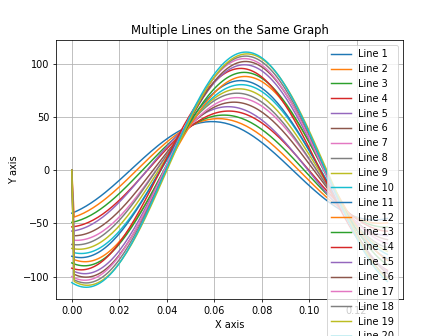 Multiple Lines on the Same Graph
100
50
0
−50
−100
Y axis
0.00
0.02
0.04
0.06
0.08
0.10
X axis
Line 1
Line 2
Line 3
Line 4
Line 5
Line 6
Line 7
Line 8
Line 9
Line 10
Line 11
Line 12
Line 13
Line 14
Line 15
Line 16
Line 17
Line 18
Line 19
Line 20